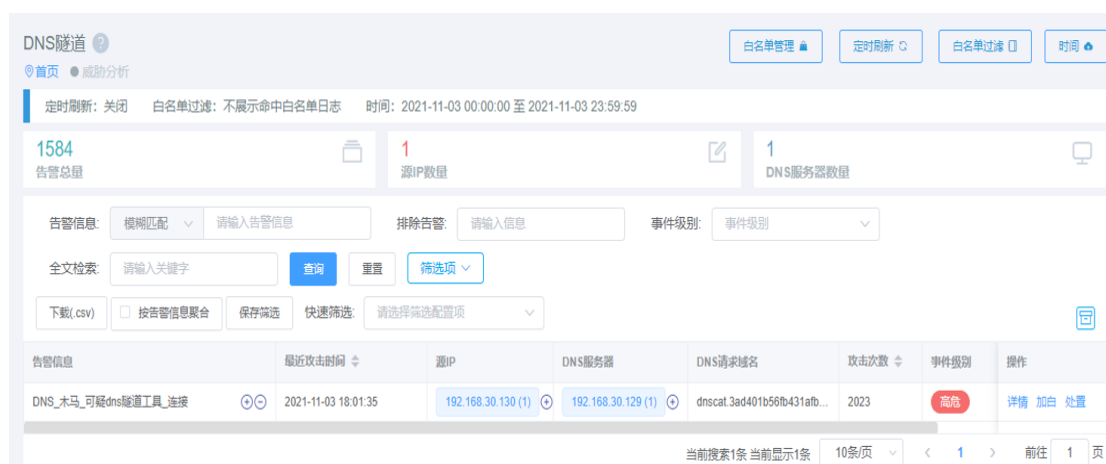 DNS隧道 ?
首页 威胁分析
白名单管理 定时刷新 白名单过滤 时间
定时刷新：关闭 白名单过滤：不展示命中白名单日志 时间：2021-11-03 00:00:00 至 2021-11-03 23:59:59
1584 1 1
告警总量 源IP数量 DNS服务器数量
告警信息: 模糊匹配 请输入告警信息 排除告警: 请输入信息 事件级别: 事件级别
全文检索: 请输入关键字 查询 重置 筛选项
下载(.csv) 按告警信息聚合 保存筛选 快速筛选: 请选择筛选配置项
告警信息 最近攻击时间 源IP DNS服务器 DNS请求域名 攻击次数 事件级别 操作
DNS_木马_可疑dns隧道工具_连接 2021-11-03 18:01:35 192.168.30.130 (1) 192.168.30.129 (1) dnscat.3ad401b56fb431afb... 2023 高危 详情 加白 处置
当前搜索1条 当前显示1条 10条/页 1 前往 1 页